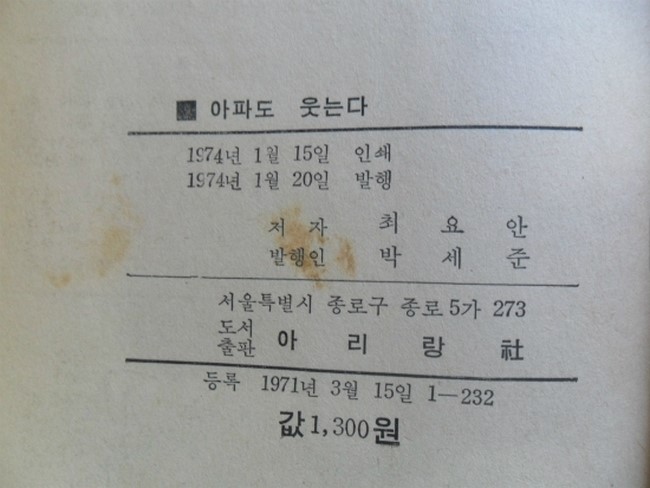 ■ 아파도 웃는다
1974년 1월 15일 인쇄
1974년 1월 20일 발행
저 자 최 요 안
발행인 박 세 준
서울특별시 종로구 종로 5가 273
도서
출판 아 리 랑 社
등록 1971년 3월 15일 1—232
값 1,300원